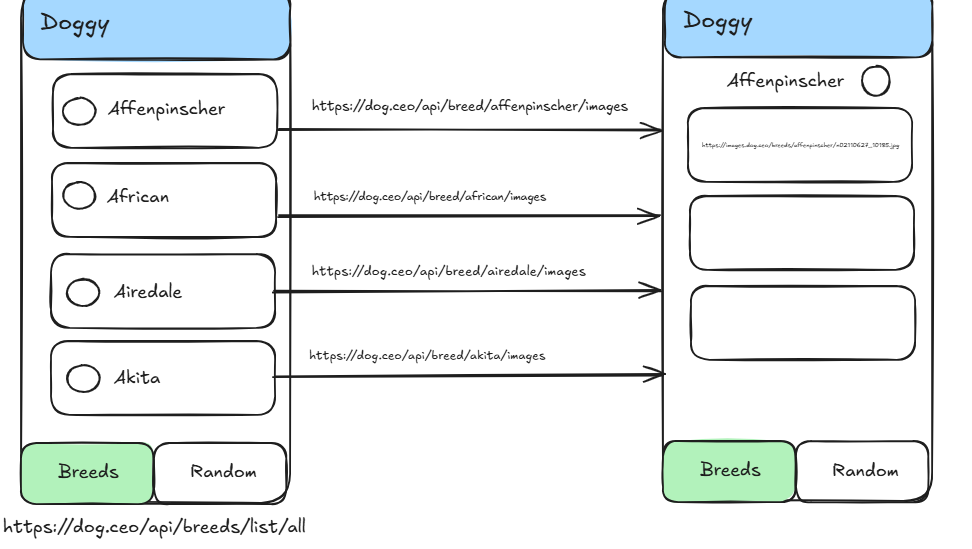 Doggy
Affenpinscher
African
Airedale
Akita
Breeds
Random
https://dog.ceo/api/breeds/list/all
https://dog.ceo/api/breed/affenpinscher/images
https://dog.ceo/api/breed/african/images
https://dog.ceo/api/breed/airedale/images
https://dog.ceo/api/breed/akita/images
Doggy
Affenpinscher
https://images.dog.ceo/breeds/affenpinscher/n02110627_10185.jpg
Breeds
Random